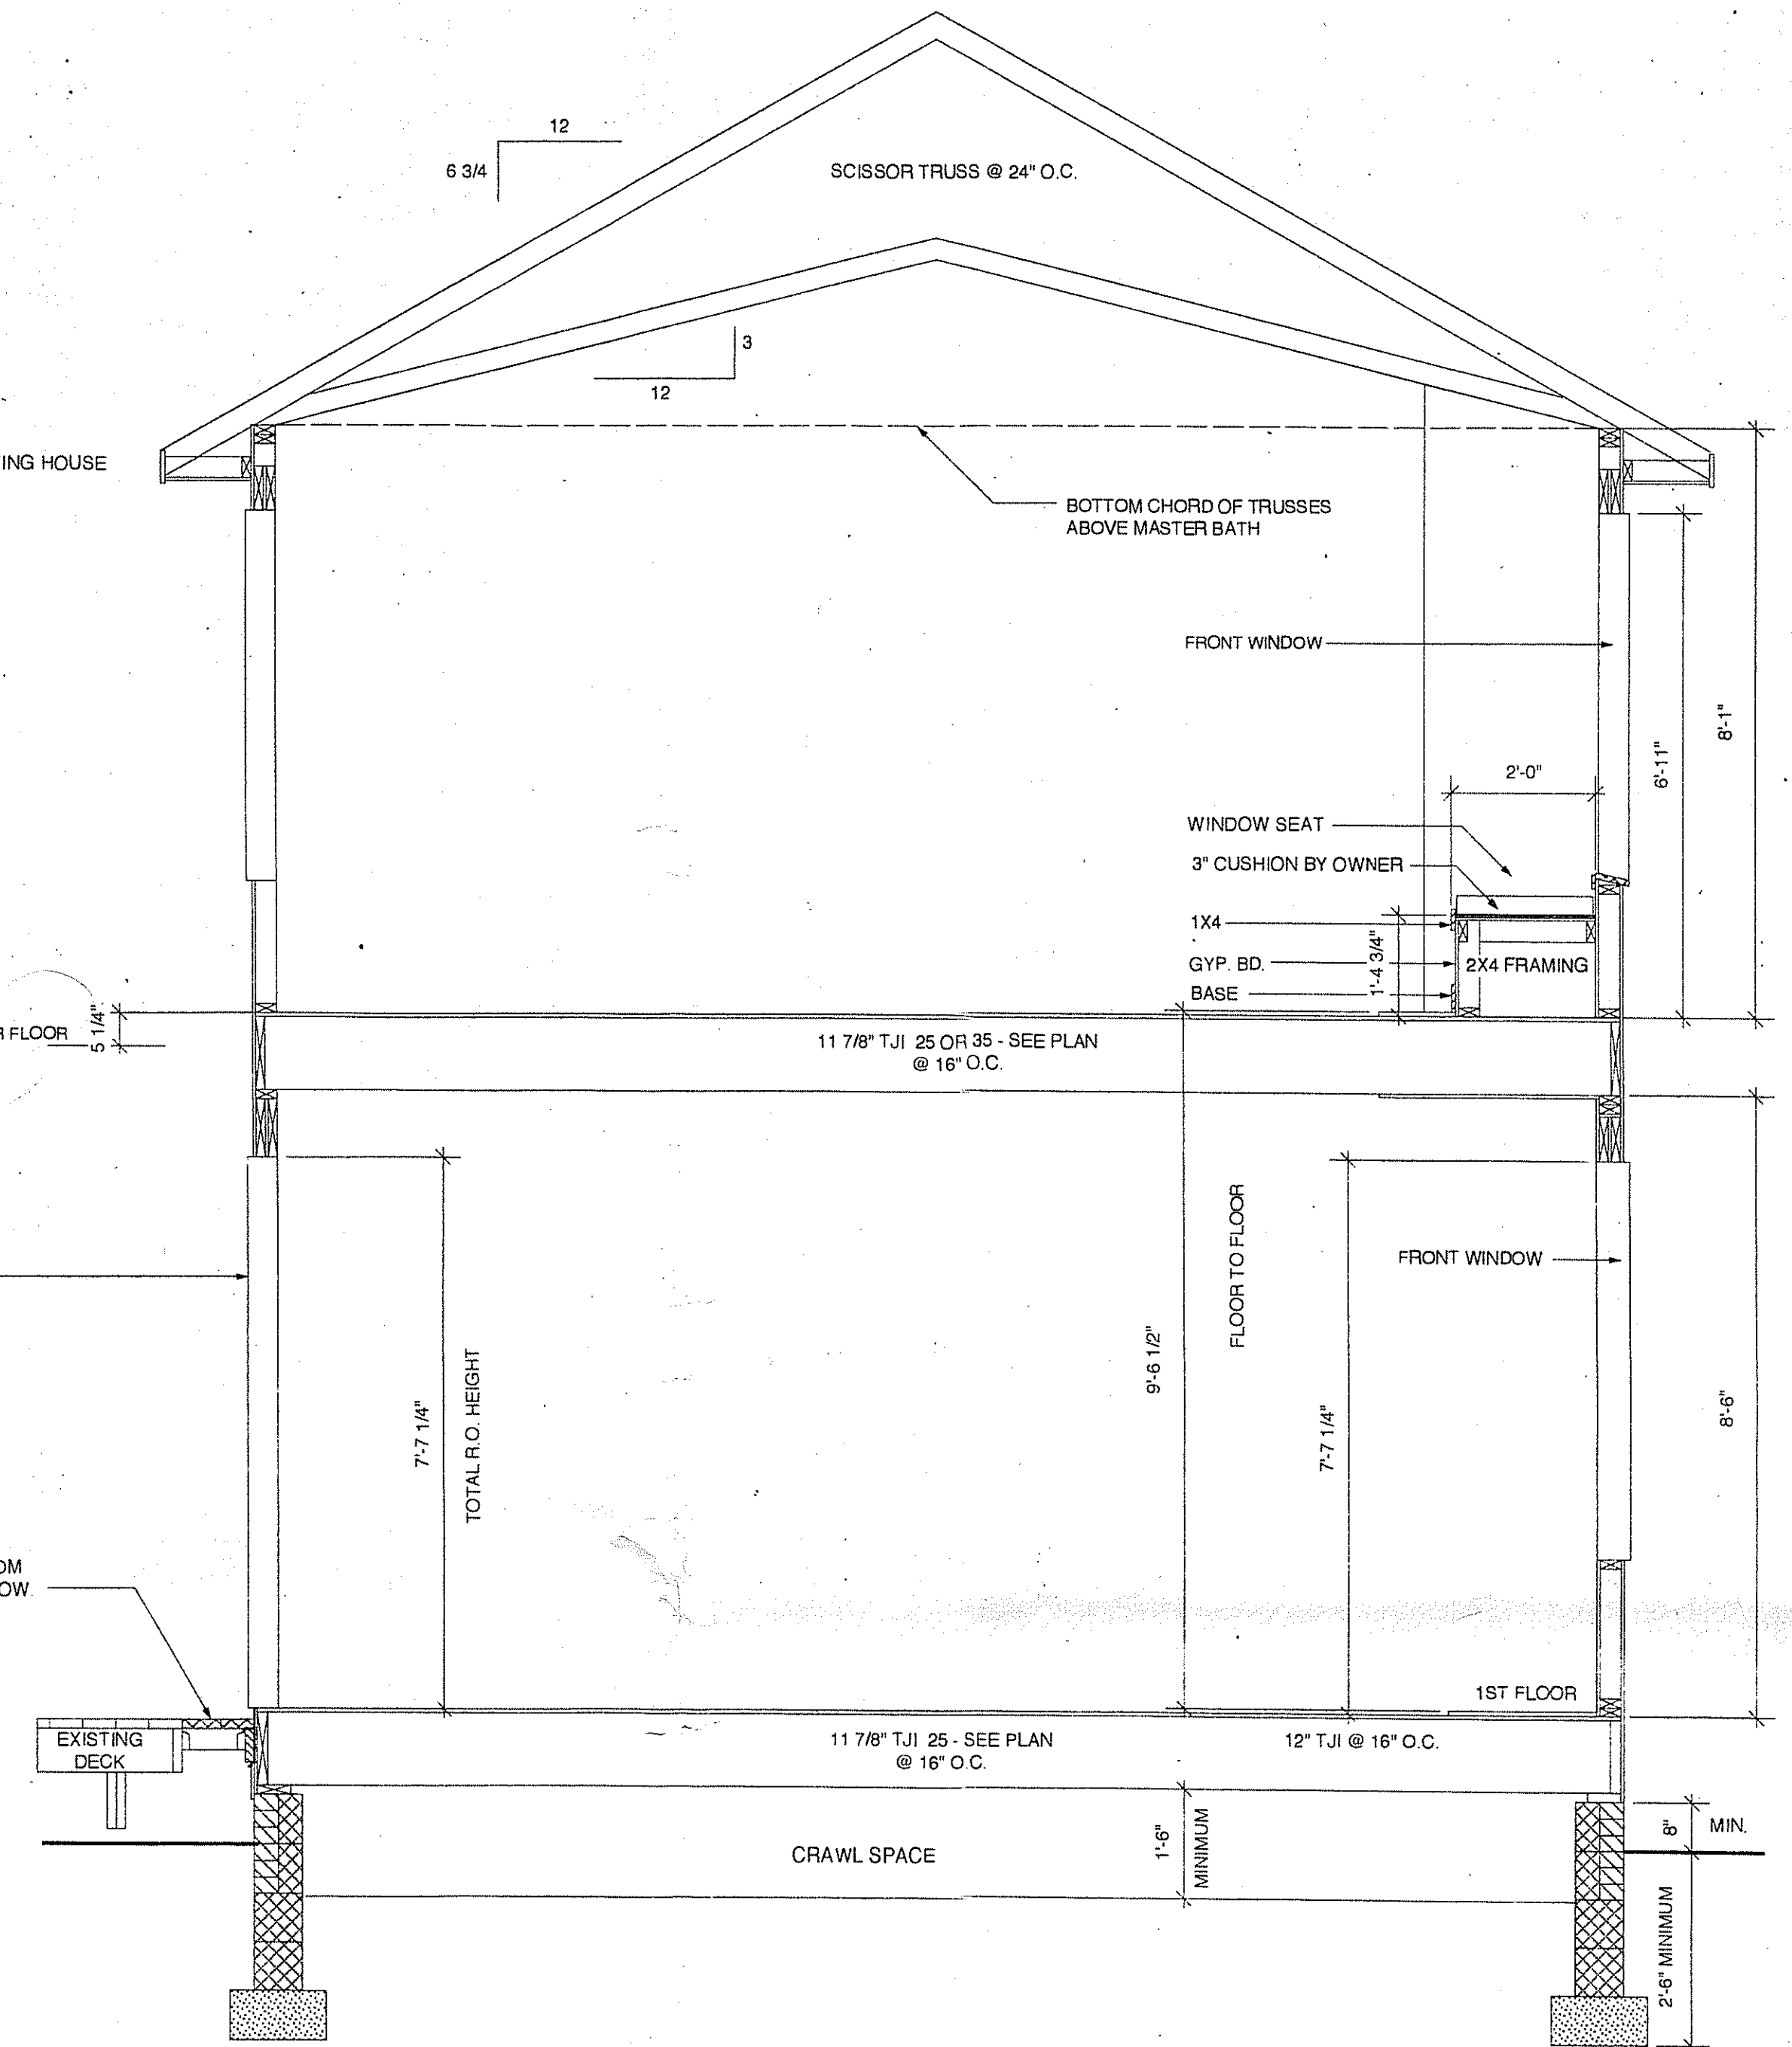 12
6 3/4
SCISSOR TRUSS @ 24" O.C.
3
12
ING HOUSE
BOTTOM CHORD OF TRUSSES
ABOVE MASTER BATH
FRONT WINDOW
6'-11"
8'-1"
2'-0"
WINDOW SEAT
3" CUSHION BY OWNER
1X4
GYP. BD.
BASE
1'-4 3/4"
2X4 FRAMING
R FLOOR
5 1/4"
11 7/8" TJI 25 OR 35 - SEE PLAN
@ 16" O.C.
FLOOR TO FLOOR
9'-6 1/2"
FRONT WINDOW
7'-7 1/4"
TOTAL R.O. HEIGHT
7'-7 1/4"
8'-6"
OM
OW
1ST FLOOR
EXISTING
DECK
11 7/8" TJI 25 - SEE PLAN
@ 16" O.C.
12" TJI @ 16" O.C.
CRAWL SPACE
1'-6"
MINIMUM
8"
MIN.
2'-6" MINIMUM